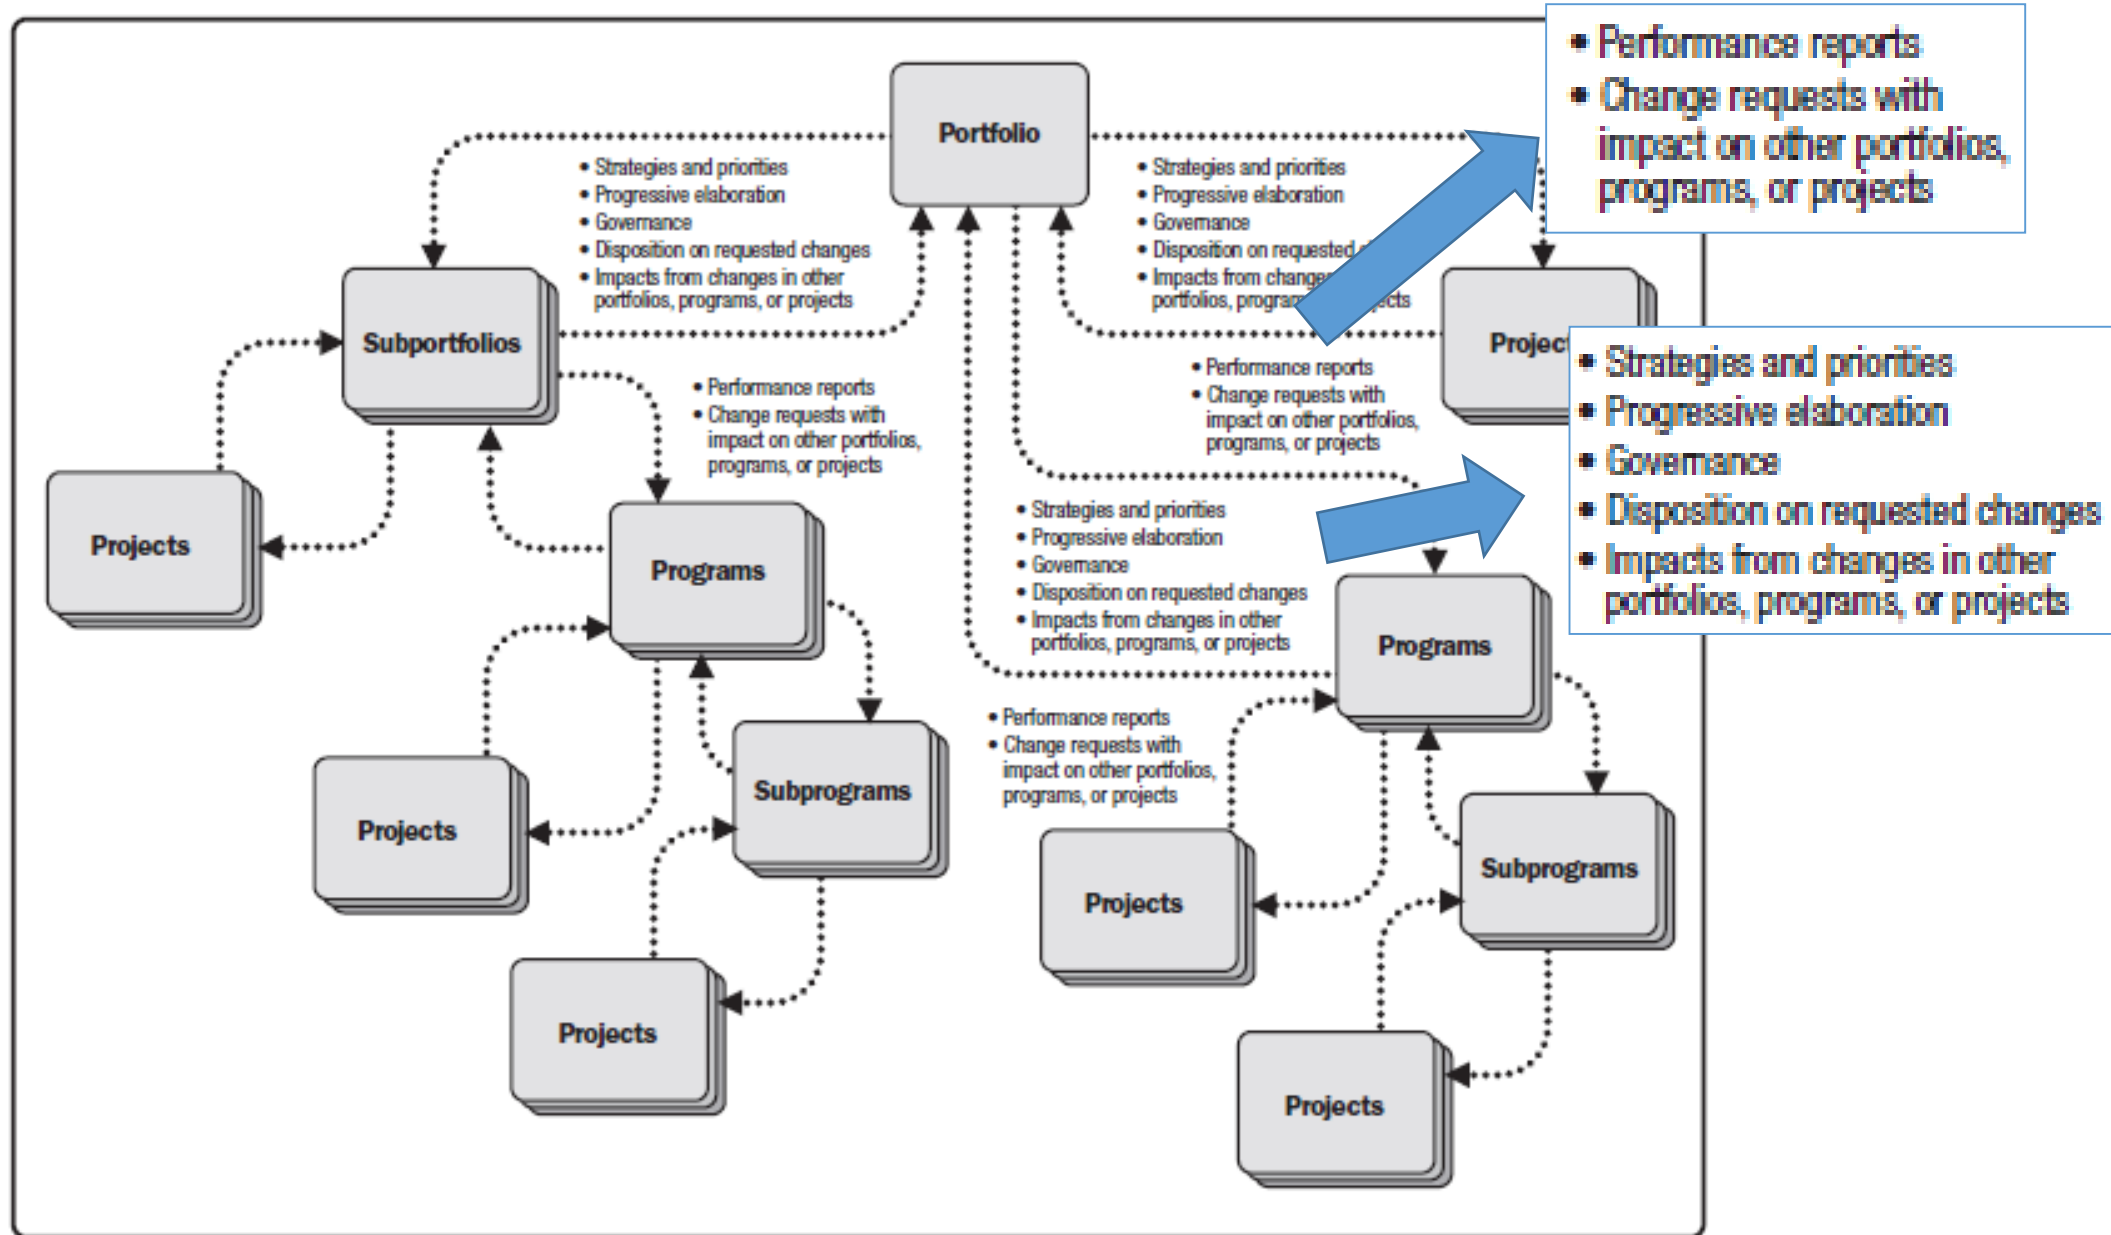 Portfolio
• Strategies and priorities
• Progressive elaboration
• Governance
• Disposition on requested changes
• Impacts from changes in other
portfolios, programs, or projects
• Strategies and priorities
• Progressive elaboration
• Governance
• Disposition on requested
• Impacts from
portfolios,
• Performance reports
• Change requests with
impact on other portfolios,
programs, or projects
Subportfolios
• Performance reports
• Change requests with
impact on other portfolios,
programs, or projects
• Performance reports
• Change requests with
impact on other portfolios,
programs, or projects
• Strategies and priorities
• Progressive elaboration
• Governance
• Disposition on requested changes
• Impacts from changes in other
portfolios, programs, or projects
Projects
Programs
• Strategies and priorities
• Progressive elaboration
• Governance
• Disposition on requested changes
• Impacts from changes in other
portfolios, programs, or projects
Programs
• Performance reports
• Change requests with
impact on other portfolios,
programs, or projects
Projects
Subprograms
Projects
Projects
Subprograms
Projects